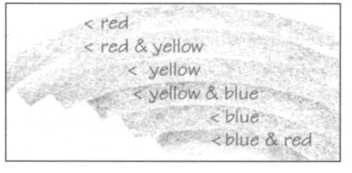 < red
< red & yellow
< yellow
< yellow & blue
< blue
< blue & red